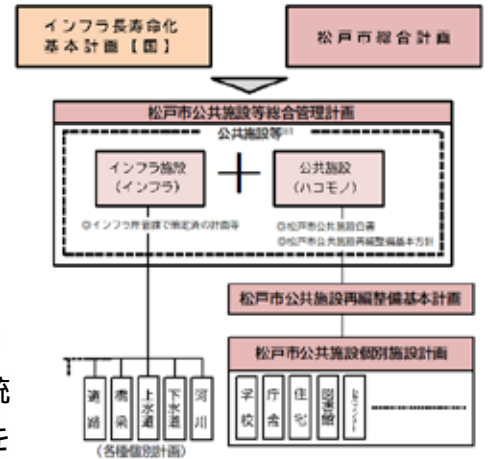 インフラ長寿命化
基本計画【国】
松戸市総合計画
松戸市公共施設等総合管理計画
公共施設等
インフラ施設
(インフラ)
公共施設
(ハコモノ)
◎インフラ所管課で策定済の計画等
◎松戸市公共施設白書
◎松戸市公共施設再編整備基本方針
松戸市公共施設再編整備基本計画
松戸市公共施設個別施設計画
道路
橋梁
上水道
下水道
河川
学校
庁舎
住宅
図書館
(各種個別計画)
統
を